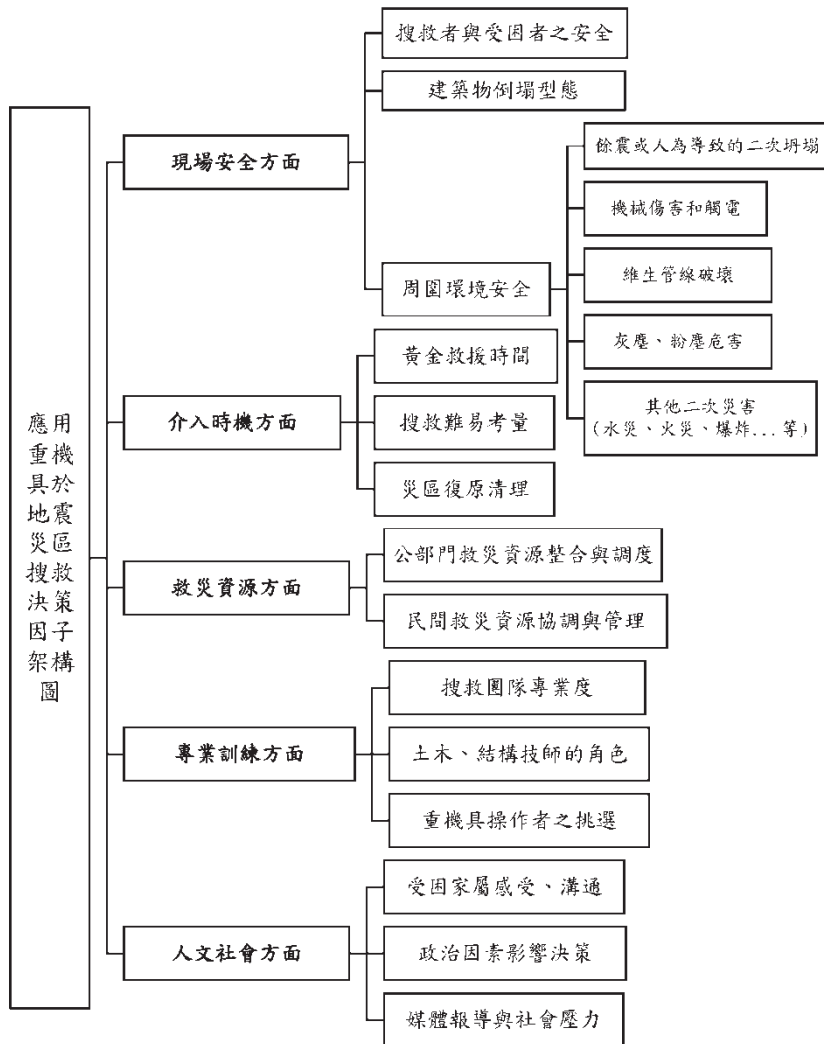 應用
重機
具於
地震
災區
搜救
決策
因子
架構
圖
現場安全方面
搜救者與受困者之安全
建築物倒塌型態
周圍環境安全
餘震或人為導致的二次坍塌
機械傷害和觸電
維生管線破壞
灰塵、粉塵危害
其他二次災害
(水災、火災、爆炸...等)
介入時機方面
黃金救援時間
搜救難易考量
災區復原清理
救災資源方面
公部門救災資源整合與調度
民間救災資源協調與管理
專業訓練方面
搜救團隊專業度
土木、結構技師的角色
重機具操作者之挑選
人文社會方面
受困家屬感受、溝通
政治因素影響決策
媒體報導與社會壓力